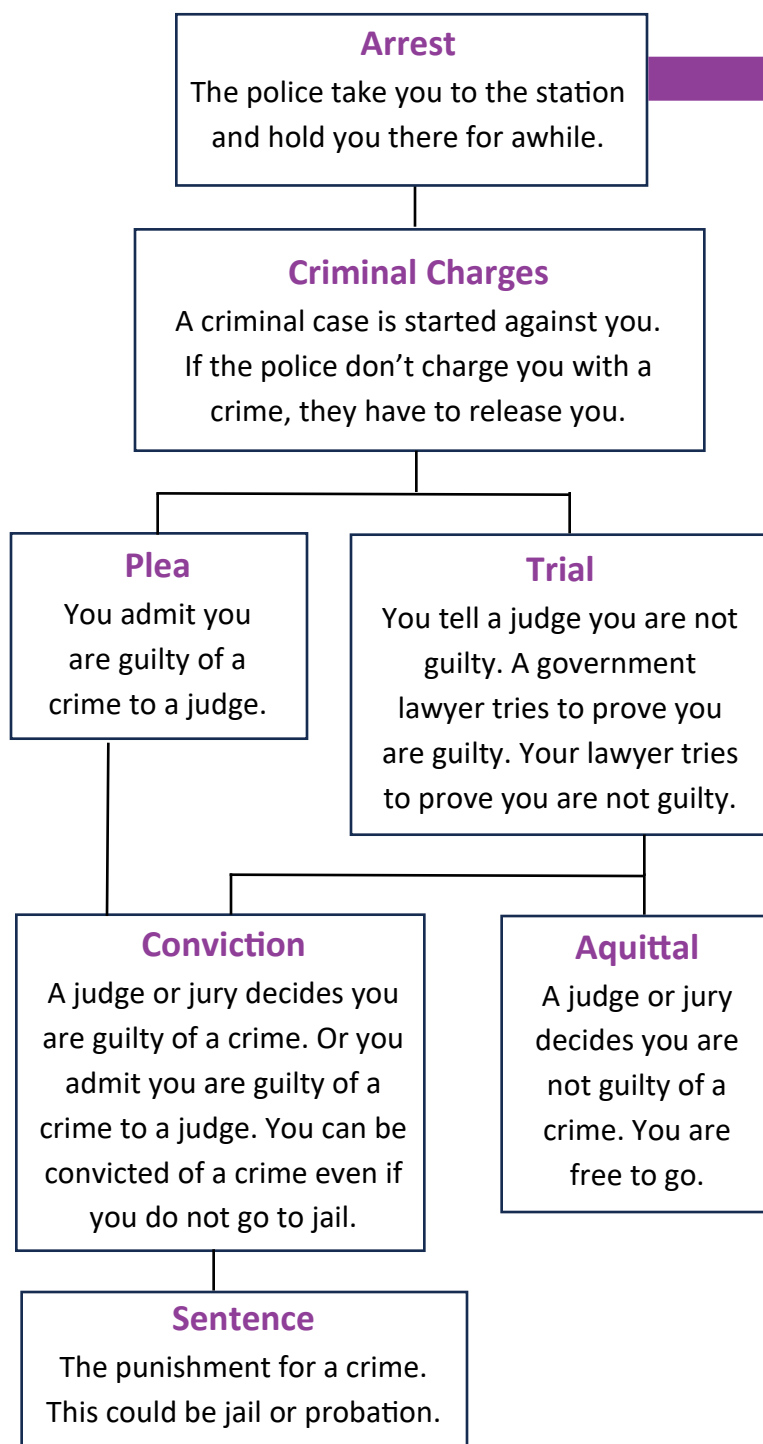 Arrest
The police take you to the station
and hold you there for awhile.
Criminal Charges
A criminal case is started against you.
If the police don’t charge you with a
crime, they have to release you.
Plea
You admit you
are guilty of a
crime to a judge.
Trial
You tell a judge you are not
guilty. A government
lawyer tries to prove you
are guilty. Your lawyer tries
to prove you are not guilty.
Conviction
A judge or jury decides you
are guilty of a crime. Or you
admit you are guilty of a
crime to a judge. You can be
convicted of a crime even if
you do not go to jail.
Aquittal
A judge or jury
decides you are
not guilty of a
crime. You are
free to go.
Sentence
The punishment for a crime.
This could be jail or probation.